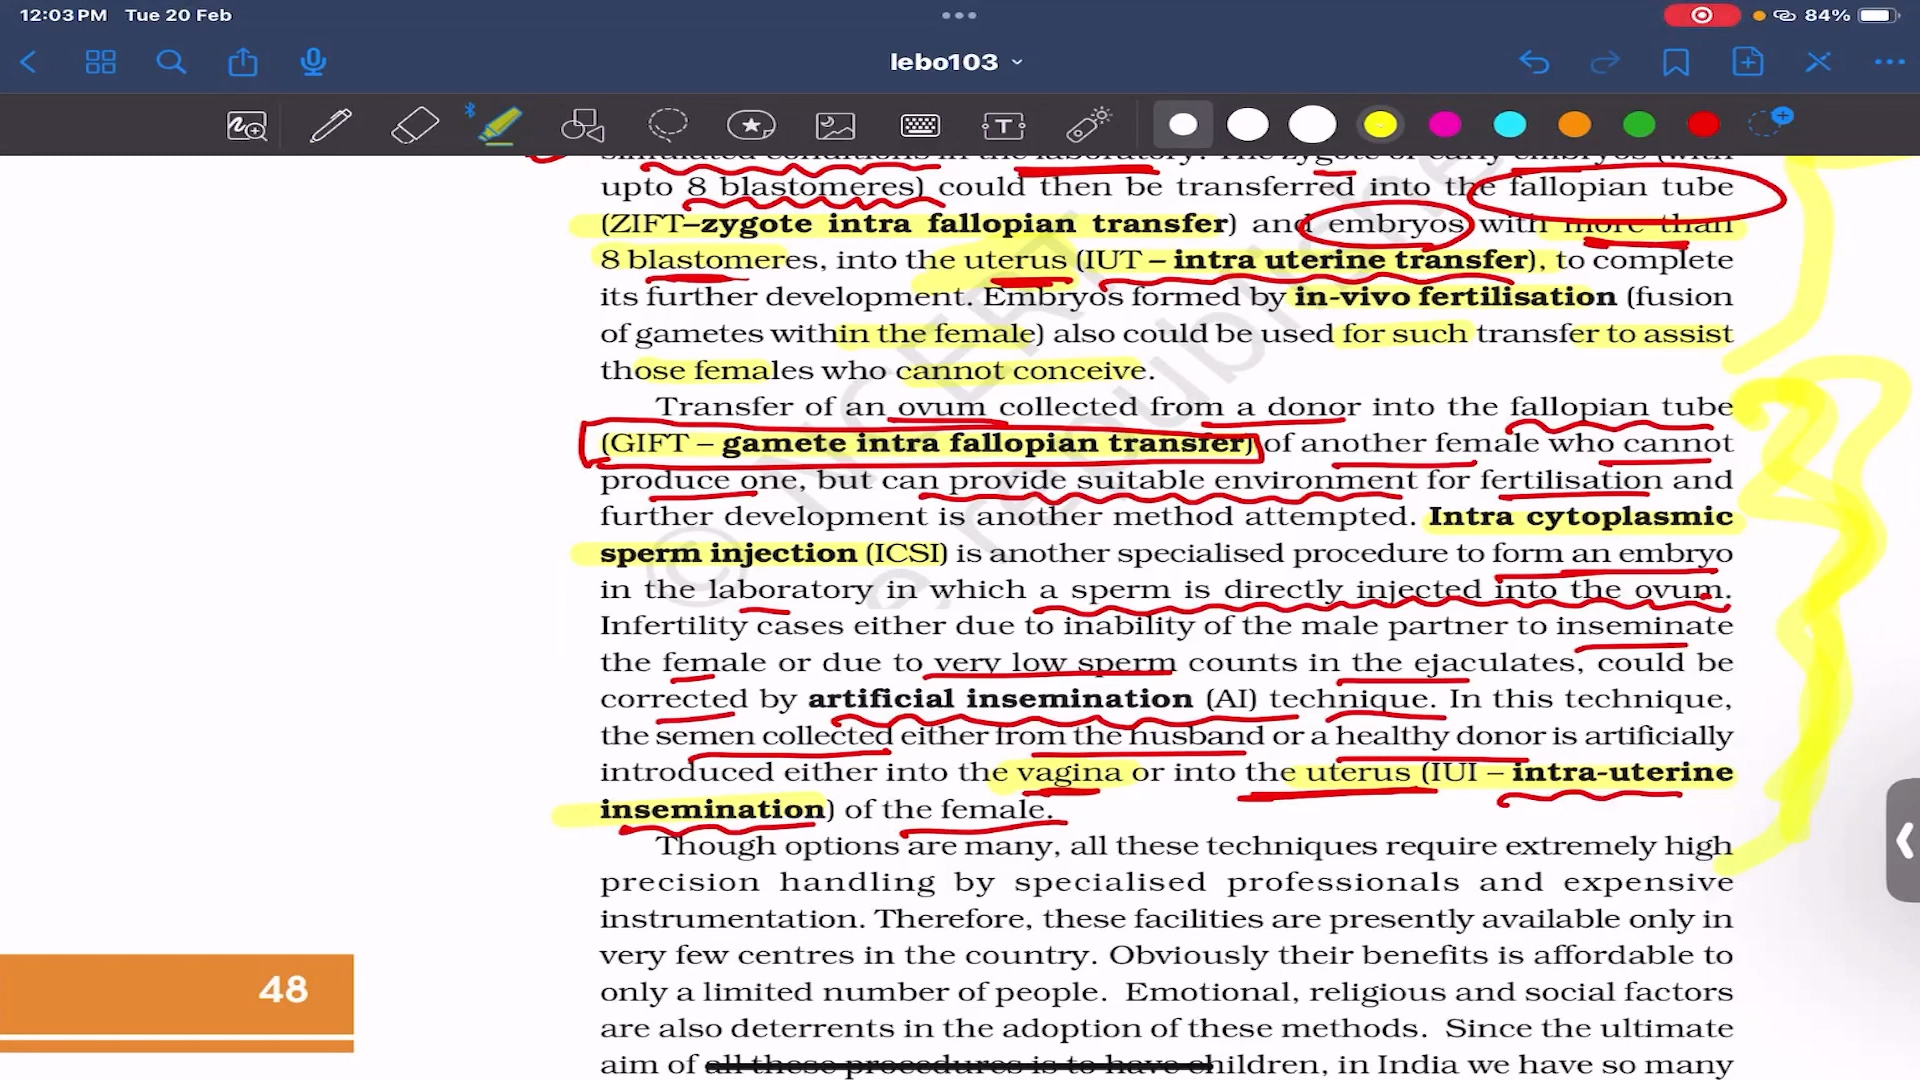 12:03 PM Tue 20 Feb
84%
lebo103
simulated condition in the laboratory. The zygote or early embryos (with
upto 8 blastomeres) could then be transferred into the fallopian tube
(ZIFT–zygote intra fallopian transfer) and embryos with more than
8 blastomeres, into the uterus (IUT – intra uterine transfer), to complete
its further development. Embryos formed by in-vivo fertilisation (fusion
of gametes within the female) also could be used for such transfer to assist
those females who cannot conceive.
Transfer of an ovum collected from a donor into the fallopian tube
(GIFT – gamete intra fallopian transfer) of another female who cannot
produce one, but can provide suitable environment for fertilisation and
further development is another method attempted. Intra cytoplasmic
sperm injection (ICSI) is another specialised procedure to form an embryo
in the laboratory in which a sperm is directly injected into the ovum.
Infertility cases either due to inability of the male partner to inseminate
the female or due to very low sperm counts in the ejaculates, could be
corrected by artificial insemination (AI) technique. In this technique,
the semen collected either from the husband or a healthy donor is artificially
introduced either into the vagina or into the uterus (IUI – intra-uterine
insemination) of the female.
Though options are many, all these techniques require extremely high
precision handling by specialised professionals and expensive
instrumentation. Therefore, these facilities are presently available only in
very few centres in the country. Obviously their benefits is affordable to
only a limited number of people. Emotional, religious and social factors
are also deterrents in the adoption of these methods. Since the ultimate
aim of all these procedures is to have children, in India we have so many
48
© NCERT
republishe